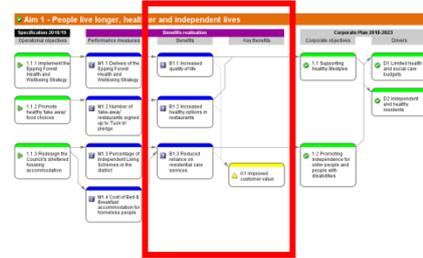 Aim 1 - People live longer, healthier and independent lives
Specification 2018/19
Benefits realisation
Corporate Plan 2018-2023
Operational objectives
Performance measures
Benefits
Key Benefits
Corporate objectives
Drivers
1.1.1 Implement the
Epping Forest
Health and
Wellbeing Strategy
M1.1 Delivery of the
Epping Forest
Health and
Wellbeing Strategy
B1.1 Increased
quality of life
1.1 Supporting
healthy lifestyles
D1 Limited health
and social care
budgets
1.1.2 Promote
healthy 'take away'
food choices
M1.2 Number of
'take-away'
restaurants signed
up to 'Tuck in'
pledge
B1.2 Increased
healthy options in
restaurants
D2 Independent
and healthy
residents
1.1.3 Redesign the
Council's sheltered
housing
accommodation
M1.3 Percentage of
Independent Living
Schemes in the
district
B1.3 Reduced
reliance on
residential care
services
K1 Improved
customer value
1.2 Promoting
independence for
older people and
people with
disabilities
M1.4 Cost of Bed &
Breakfast
accommodation for
homeless people